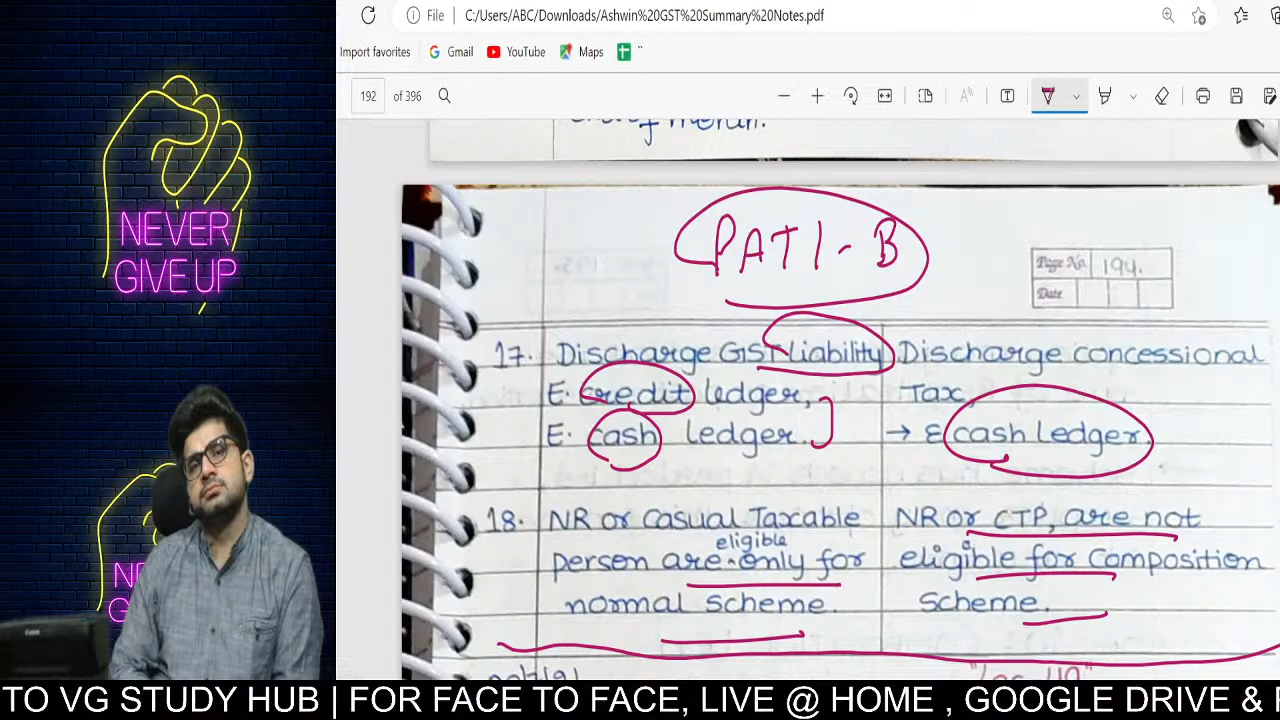 File C:/Users/ABC/Downloads/Ashwin%20GST%20Summary%20Notes.pdf
Import favorites Gmail YouTube Maps
192 of 396
NEVER
GIVE UP
PATI-B
Page No. 194.
Date
17. Discharge GST liability Discharge concessional
E. credit ledger, Tax
E. cash ledger. → E cash ledger.
18. NR or casual Taxable NR or CTP, are not
eligible
person are only for eligible for composition
normal scheme. scheme.
TO VG STUDY HUB | FOR FACE TO FACE, LIVE @ HOME , GOOGLE DRIVE &